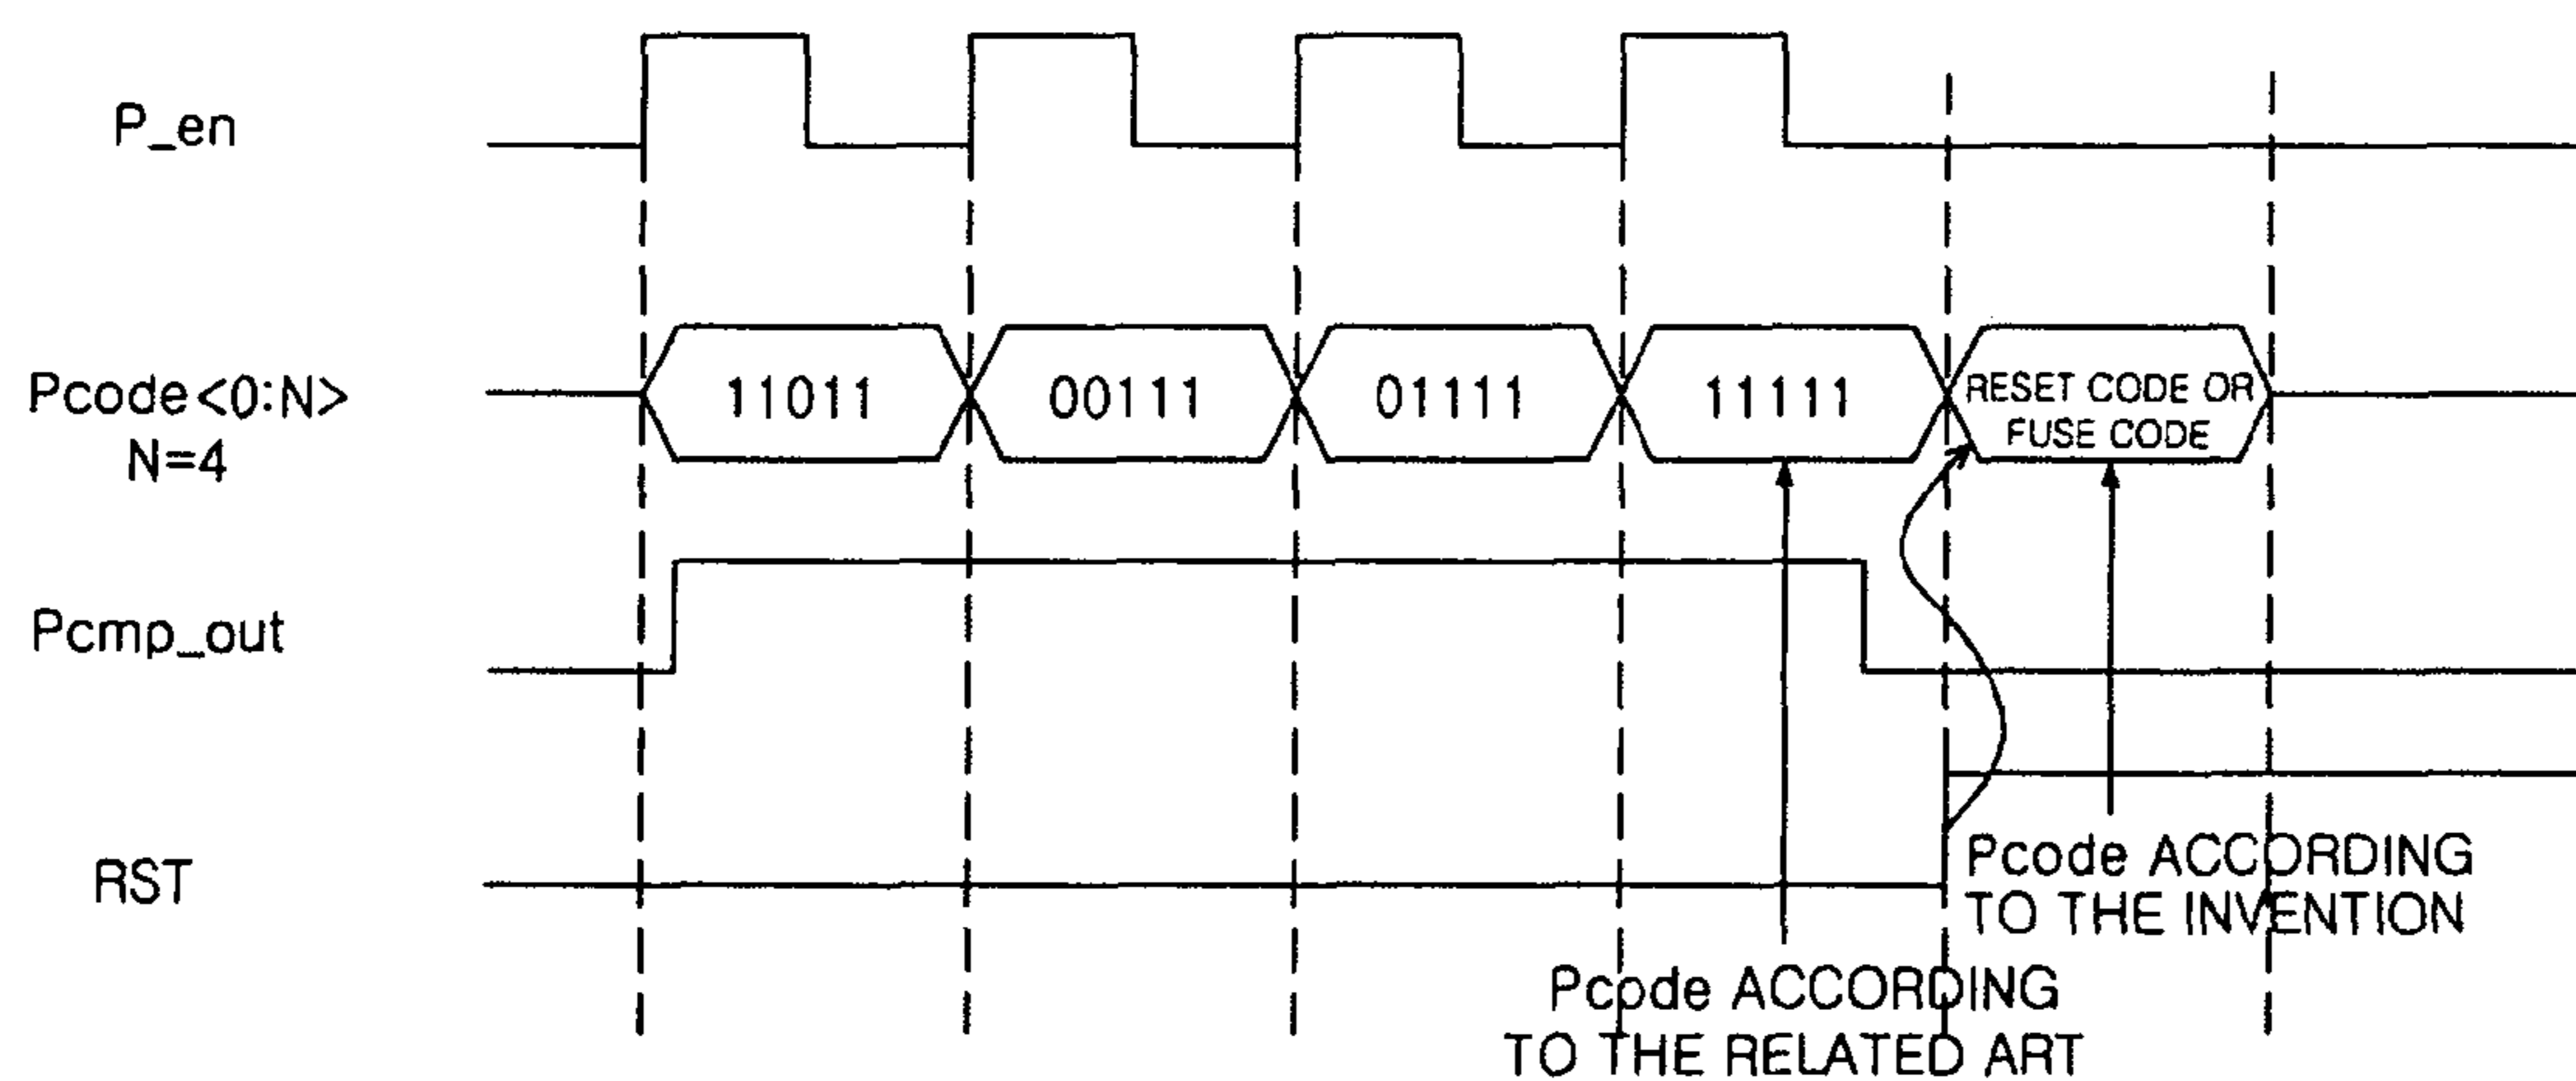 P_en
Pcode<0:N>
N=4
11011
00111
01111
11111
RESET CODE OR
FUSE CODE
Pcmp_out
RST
Pcode ACCORDING
TO THE INVENTION
Pcode ACCORDING
TO THE RELATED ART